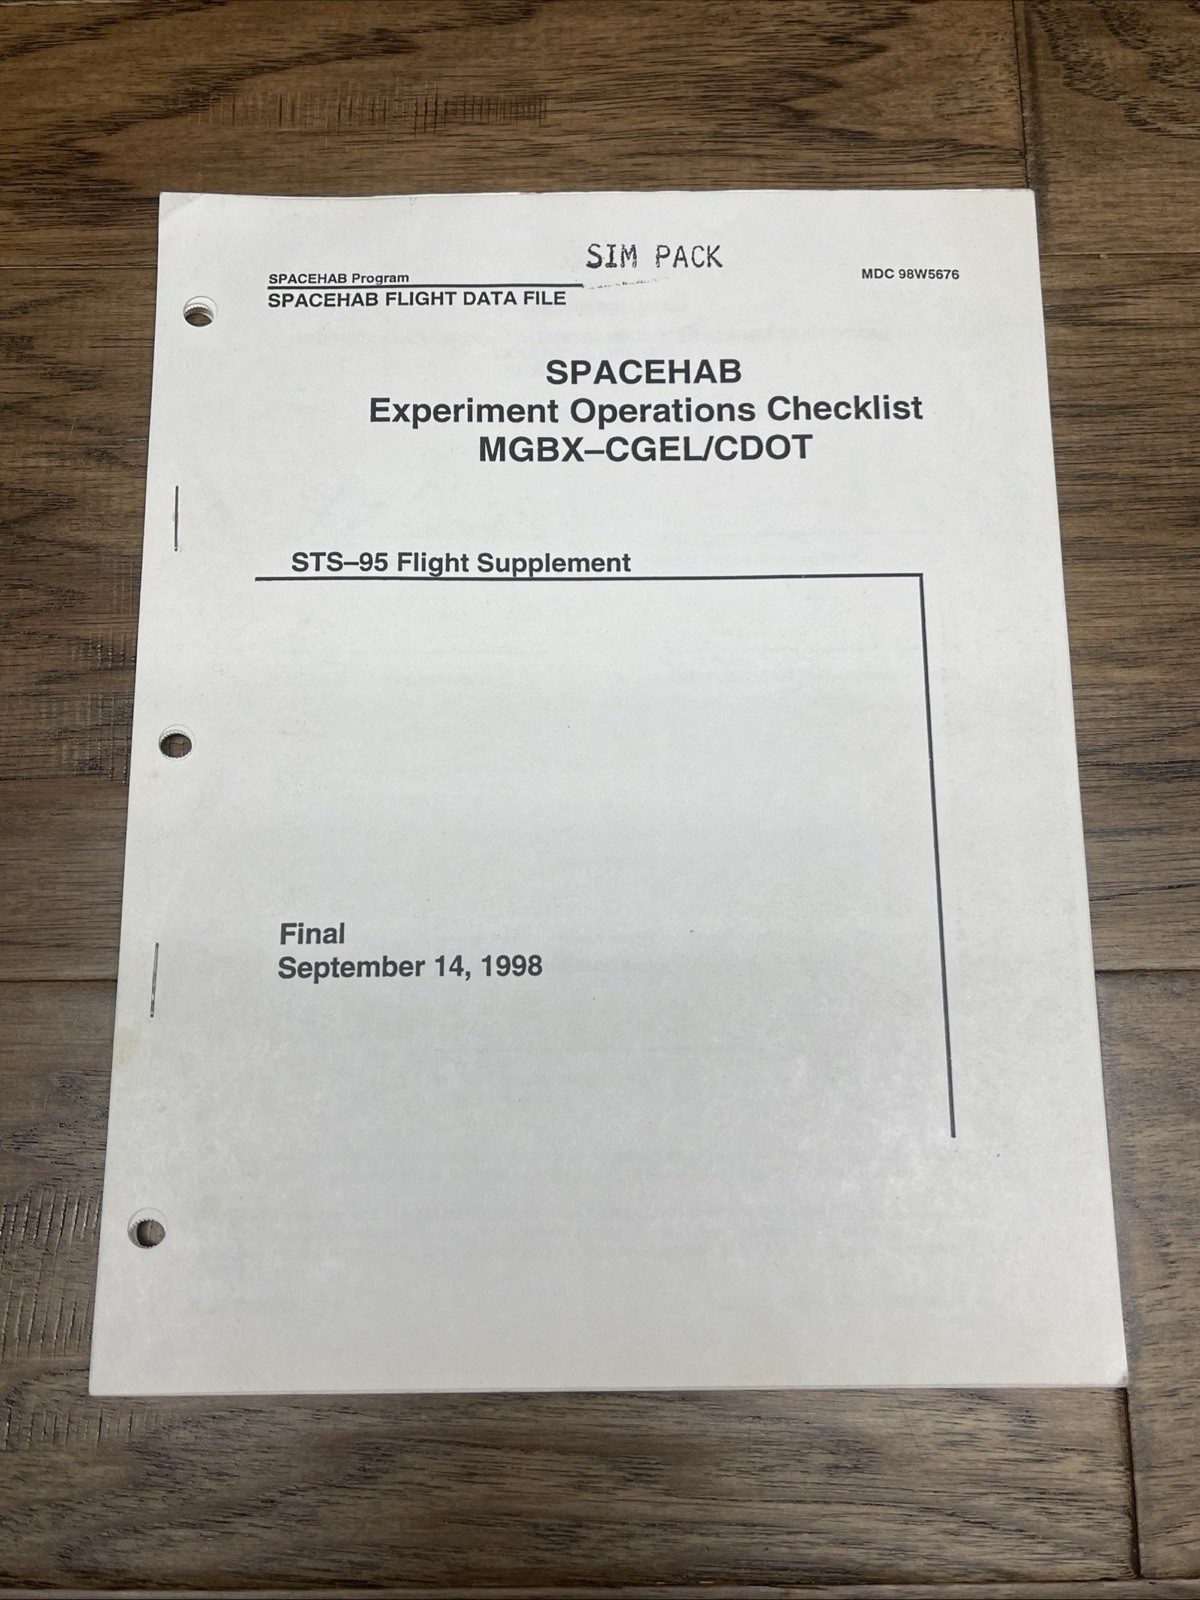 SIM PACK
SPACEHAB Program
MDC 98W5676
SPACEHAB FLIGHT DATA FILE
SPACEHAB
Experiment Operations Checklist
MGBX–CGEL/CDOT
STS–95 Flight Supplement
Final
September 14, 1998